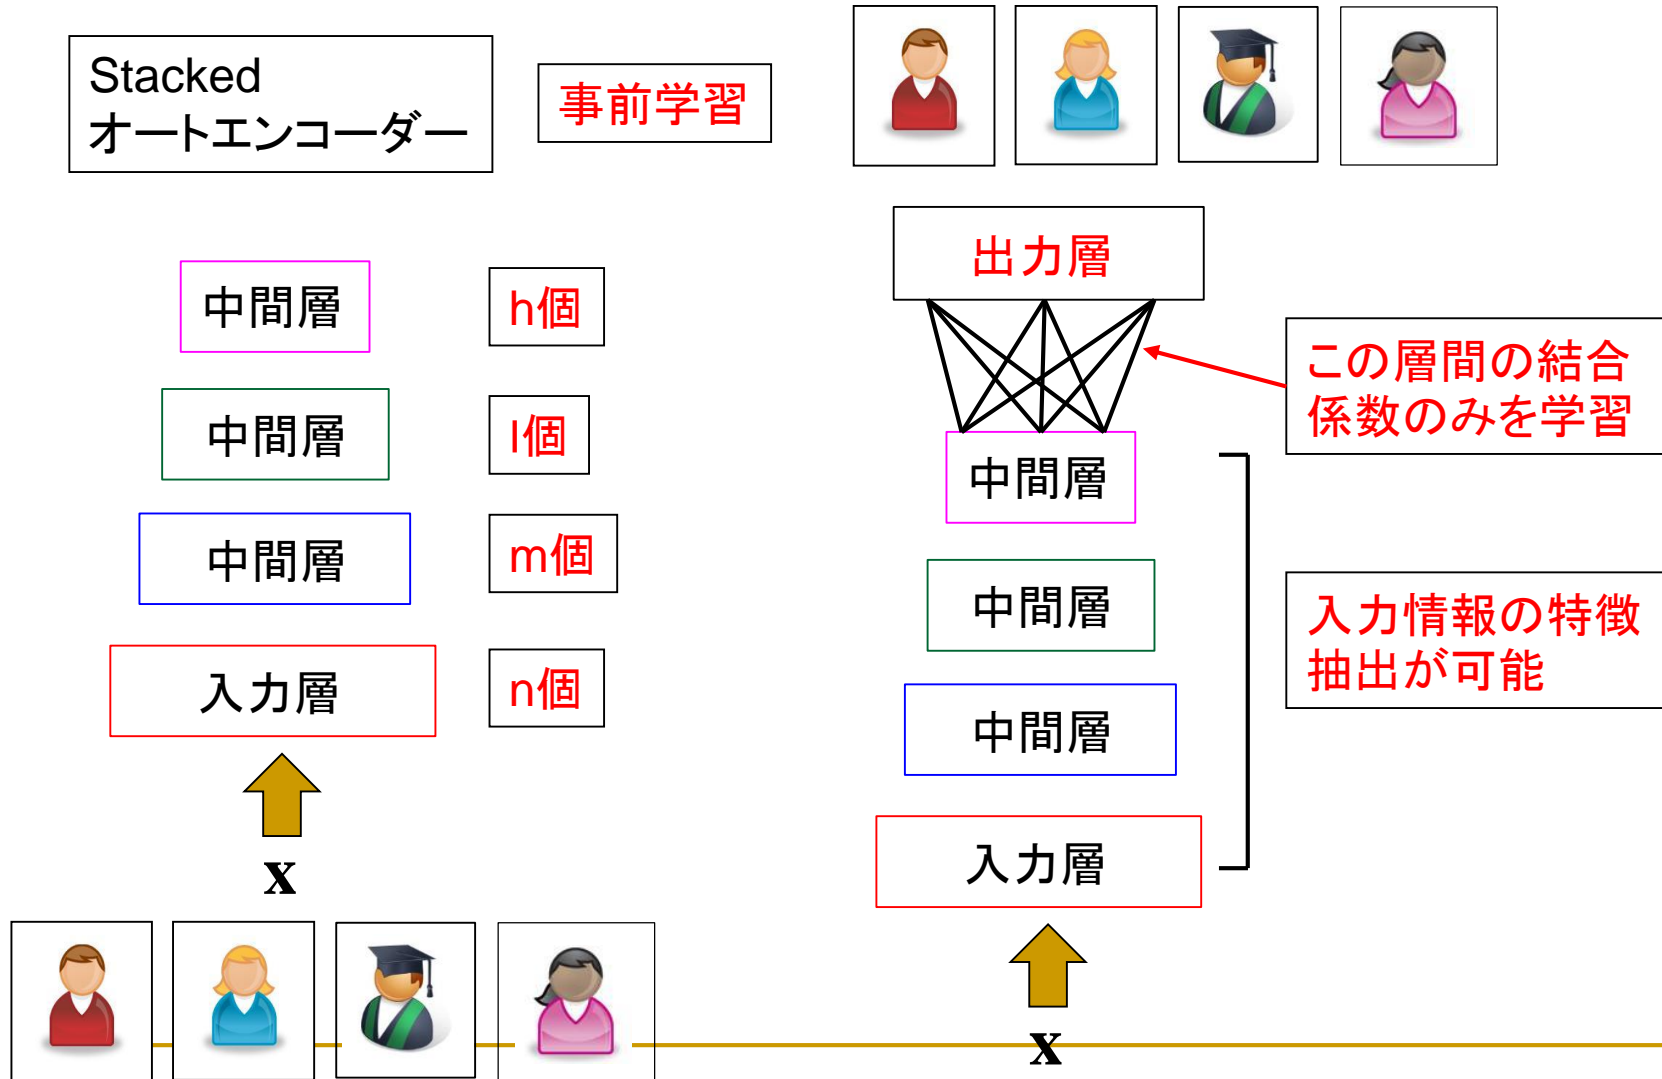 Stacked
オートエンコーダー
事前学習
中間層
h個
中間層
l個
中間層
m個
入力層
n個
x
出力層
この層間の結合
係数のみを学習
中間層
中間層
入力情報の特徴
抽出が可能
中間層
入力層
x